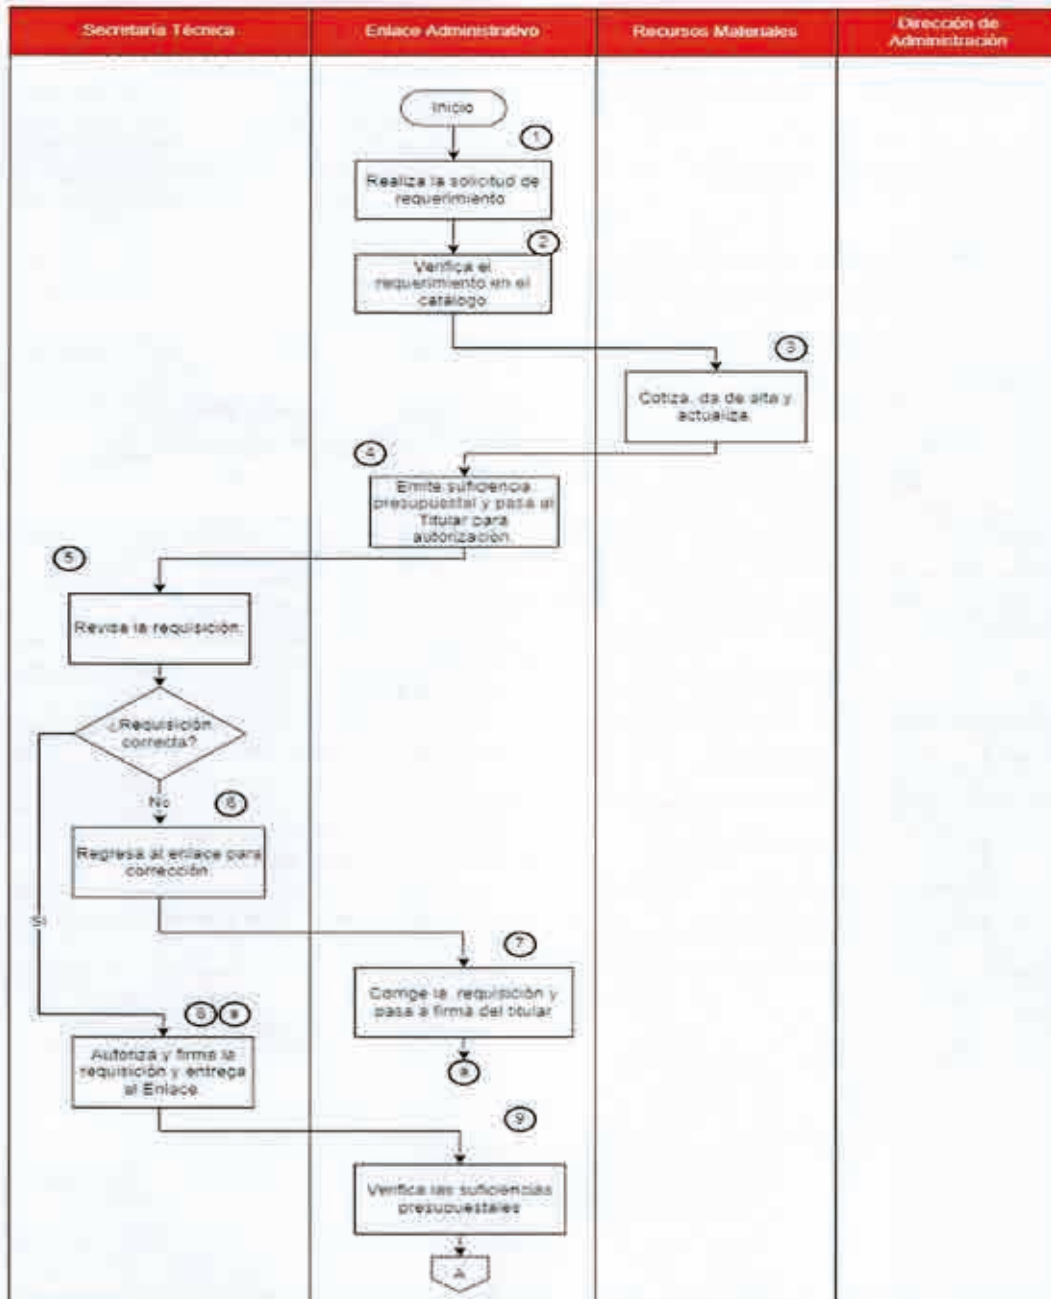 Secretaría Técnica
Enlace Administrativo
Recursos Materiales
Dirección de
Administración
Inicio
1
Realiza la solicitud de
requerimiento
2
Verifica el
requerimiento en el
catálogo
3
Cotiza, da de alta y
actualiza.
4
Emite suficiencia
presupuestal y pasa al
Titular para
autorización.
5
Revisa la requisición.
¿Requisición
correcta?
No
6
Regresa al enlace para
corrección.
Si
7
Corrige la requisición y
pasa a firma del titular
a
8
a
Autoriza y firma la
requisición y entrega
al Enlace.
9
Verifica las suficiencias
presupuestales
A